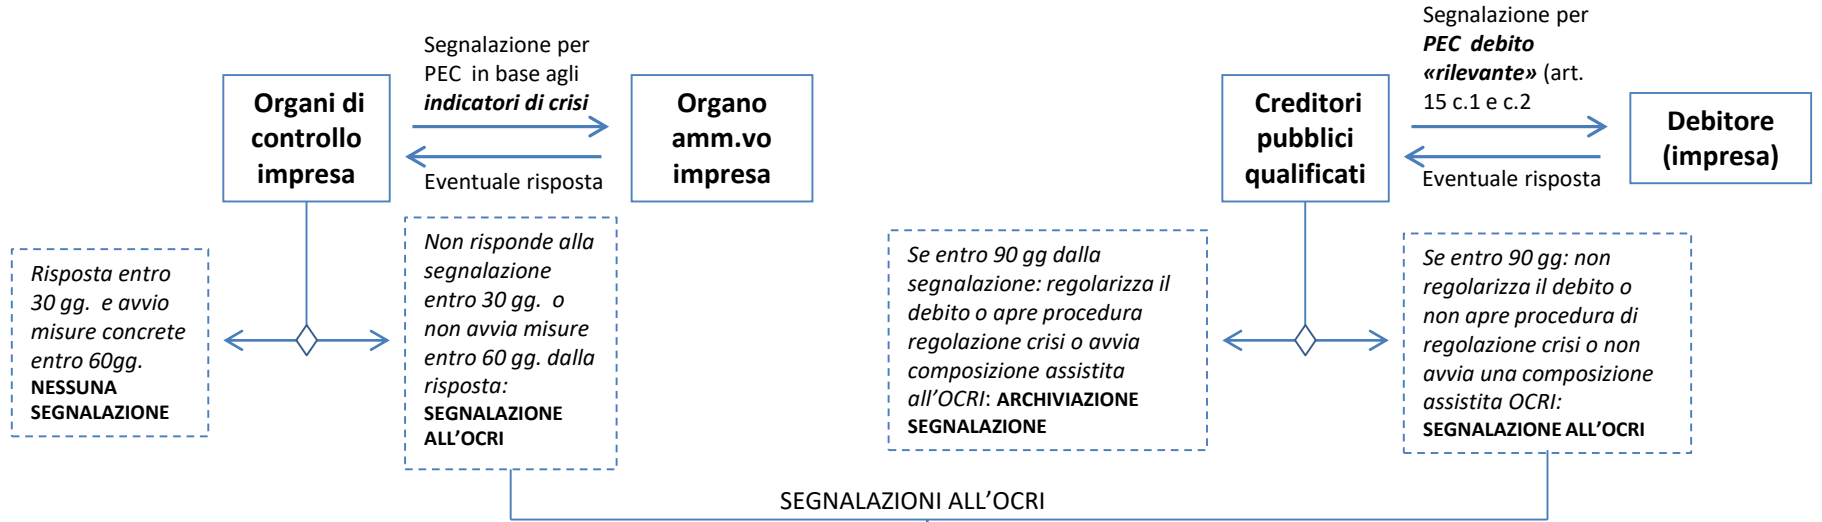 Segnalazione per
PEC in base agli
indicatori di crisi
Organi di
controllo
impresa
Organo
amm.vo
impresa
Eventuale risposta
Risposta entro
30 gg. e avvio
misure concrete
entro 60gg.
NESSUNA
SEGNALAZIONE
Non risponde alla
segnalazione
entro 30 gg. o
non avvia misure
entro 60 gg. dalla
risposta:
SEGNALAZIONE
ALL'OCRI
Segnalazione per
PEC debito
«rilevante» (art.
15 c.1 e c.2
Creditori
pubblici
qualificati
Debitore
(impresa)
Eventuale risposta
Se entro 90 gg dalla
segnalazione: regolarizza il
debito o apre procedura
regolazione crisi o avvia
composizione assistita
all'OCRI: ARCHIVIAZIONE
SEGNALAZIONE
Se entro 90 gg: non
regolarizza il debito o
non apre procedura di
regolazione crisi o non
avvia una composizione
assistita OCRI:
SEGNALAZIONE ALL'OCRI
SEGNALAZIONI ALL'OCRI